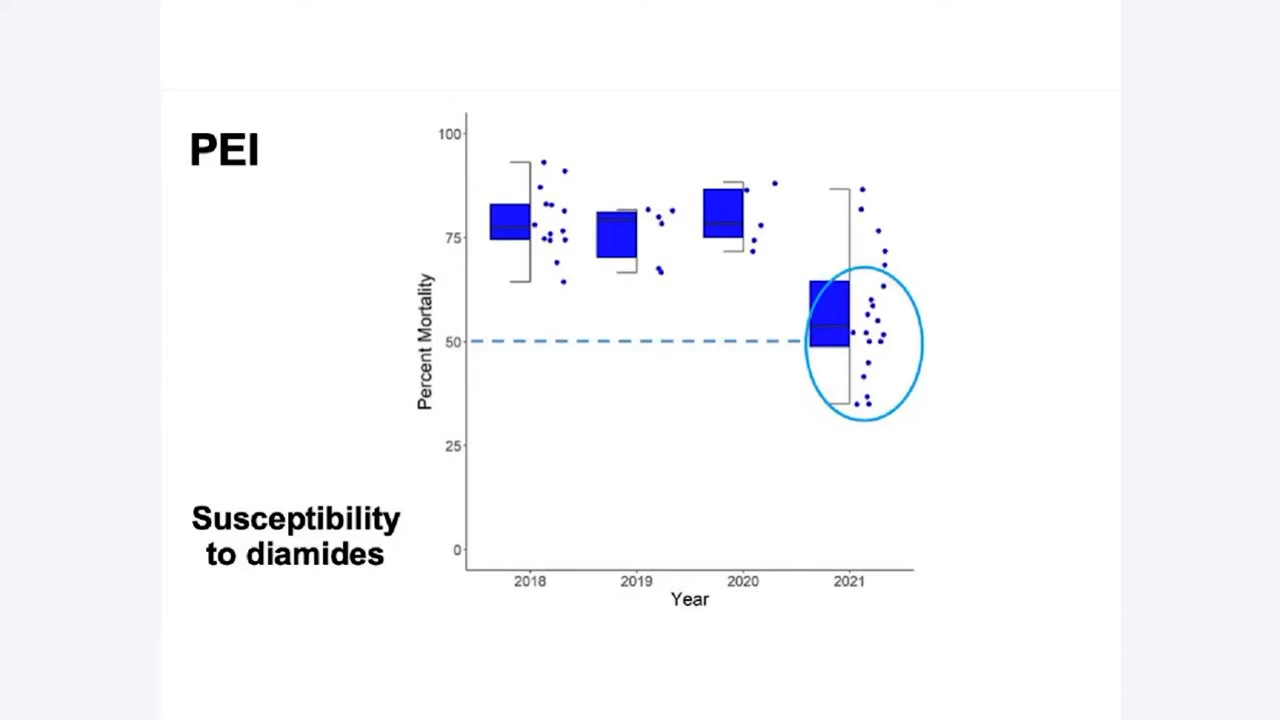 PEI
100
75
50
25
0
Percent Mortality
2018 2019 2020 2021
Year
Susceptibility
to diamides